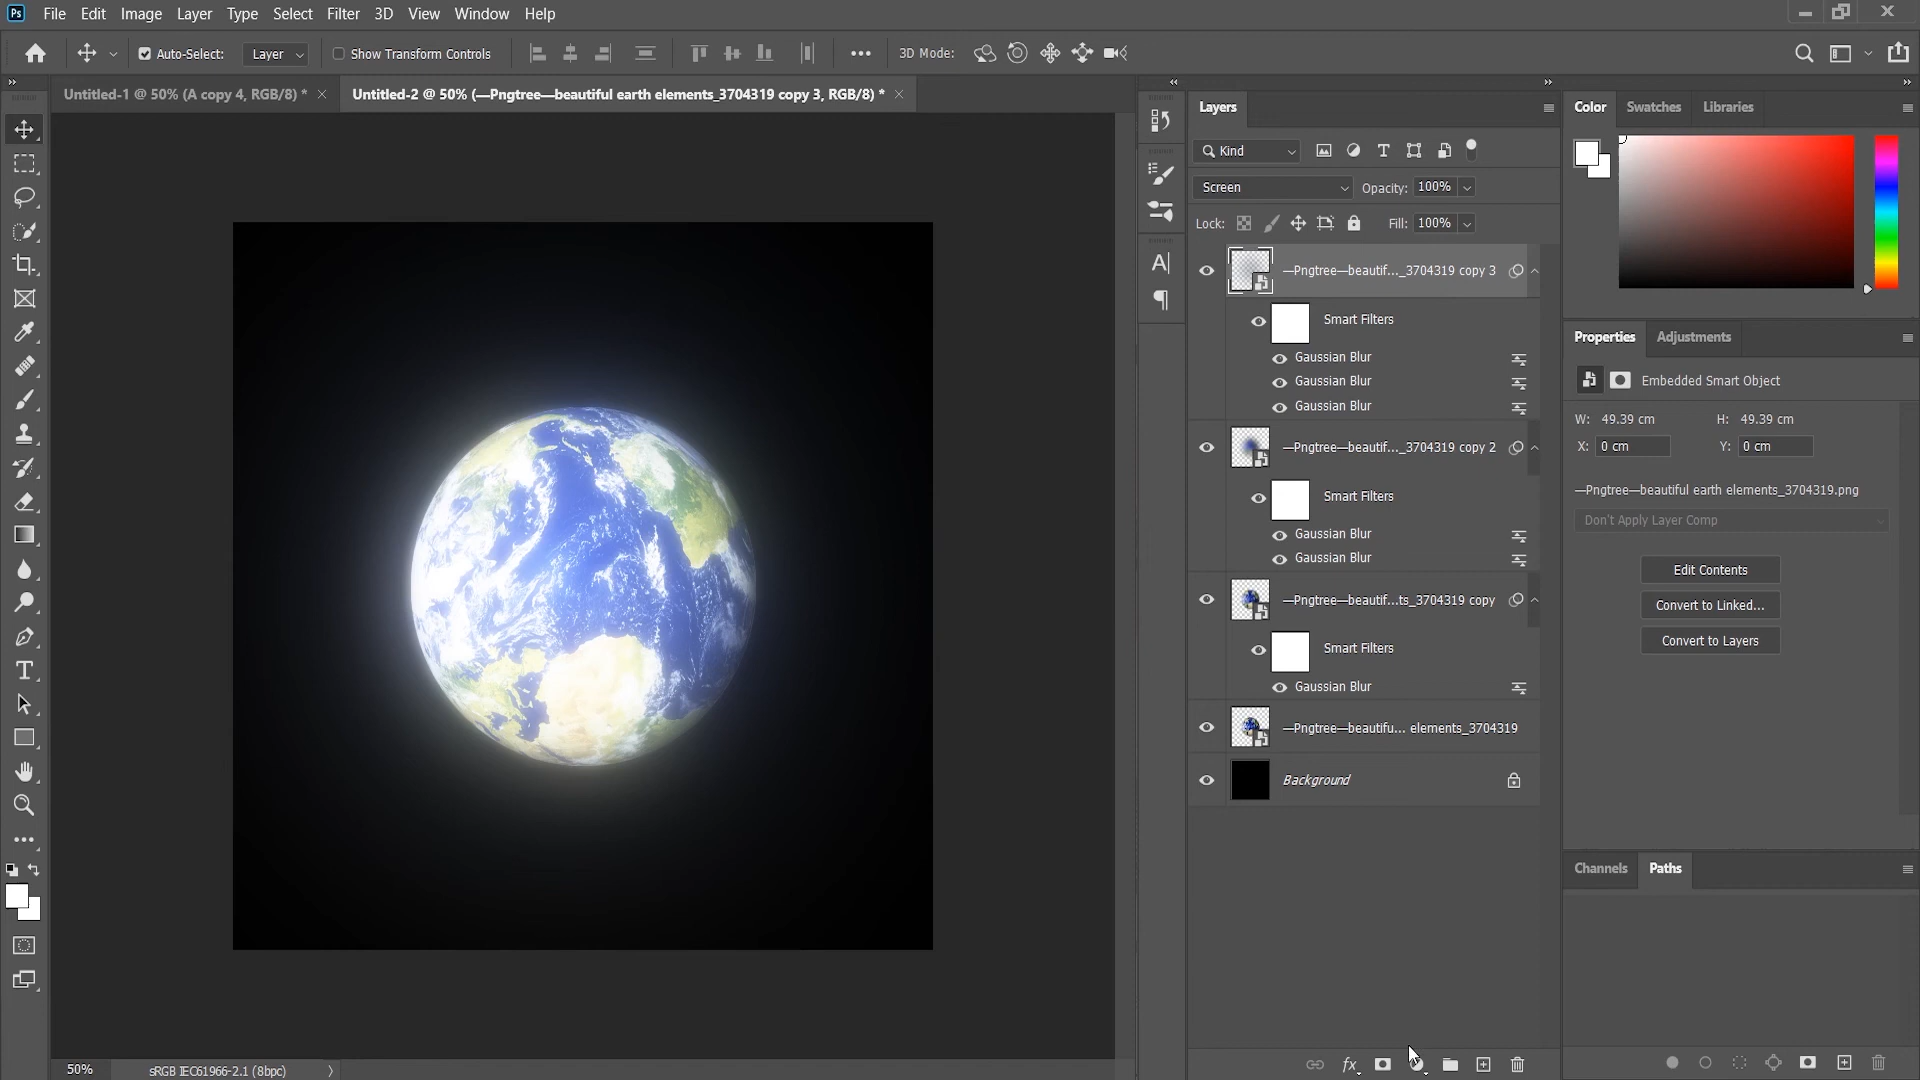 Ps File Edit Image Layer Type Select Filter 3D View Window Help
Auto-Select: Layer Show Transform Controls 3D Mode:
Untitled-1 @ 50% (A copy 4, RGB/8) * × Untitled-2 @ 50% (—Pngtree—beautiful earth elements_3704319 copy 3, RGB/8) * ×
Layers
Kind
Screen Opacity: 100%
Lock: Fill: 100%
—Pngtree—beautif..._3704319 copy 3
Smart Filters
Gaussian Blur
Gaussian Blur
Gaussian Blur
—Pngtree—beautif..._3704319 copy 2
Smart Filters
Gaussian Blur
Gaussian Blur
—Pngtree—beautif...ts_3704319 copy
Smart Filters
Gaussian Blur
—Pngtree—beautifu... elements_3704319
Background
fx
Color Swatches Libraries
Properties Adjustments
Embedded Smart Object
W: 49.39 cm H: 49.39 cm
X: 0 cm Y: 0 cm
—Pngtree—beautiful earth elements_3704319.png
Don't Apply Layer Comp
Edit Contents
Convert to Linked...
Convert to Layers
Channels Paths
50% sRGB IEC61966-2.1 (8bpc)